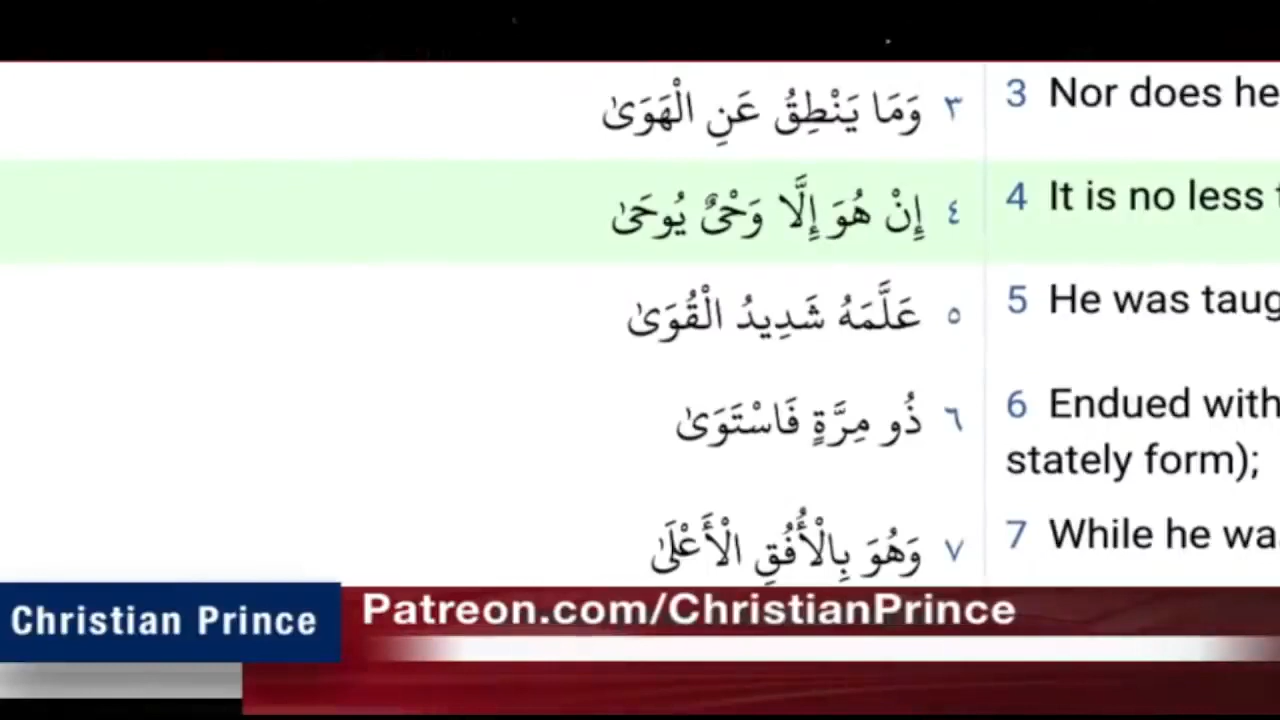 وَمَا يَنْطِقُ عَنِ الْهَوَىٰ ٣
3 Nor does he
إِنْ هُوَ إِلَّا وَحْىٌ يُوحَىٰ ٤
4 It is no less
عَلَّمَهُ شَدِيدُ الْقُوَىٰ ٥
5 He was taug
ذُو مِرَّةٍ فَاسْتَوَىٰ ٦
6 Endued with
stately form);
وَهُوَ بِالْأُفُقِ الْأَعْلَىٰ ٧
7 While he wa
Christian Prince
Patreon.com/ChristianPrince